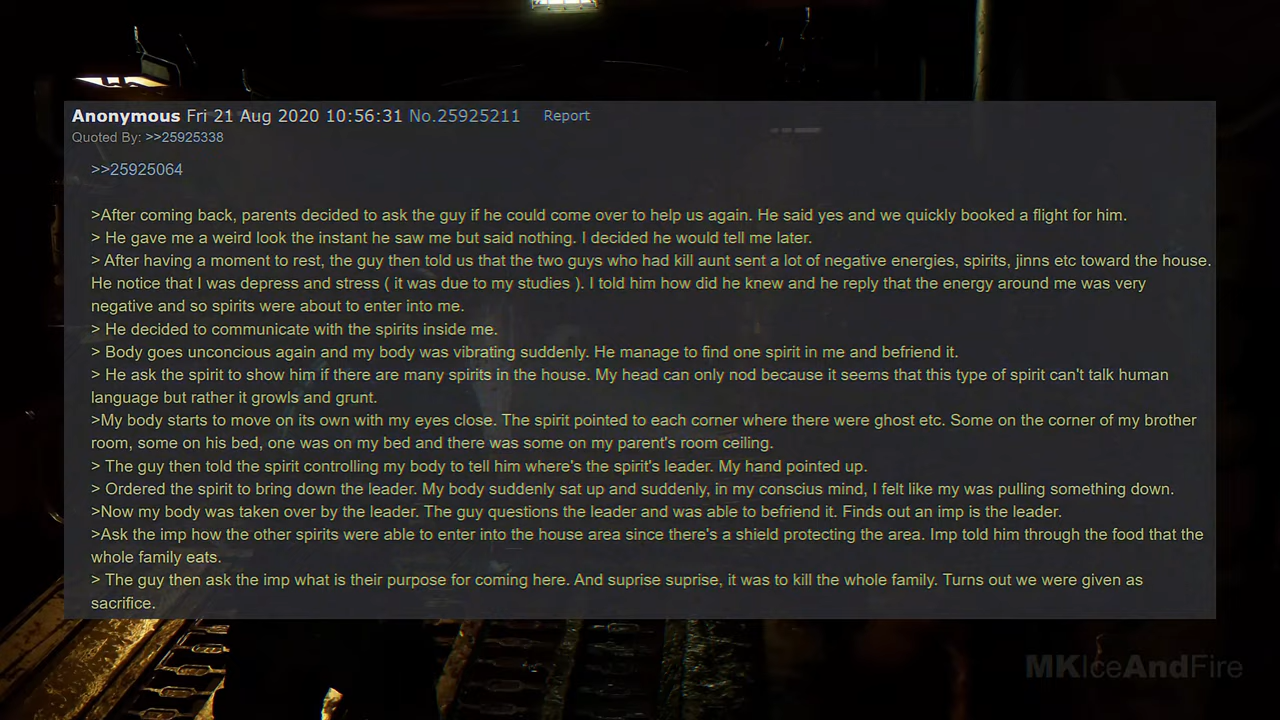 Anonymous Fri 21 Aug 2020 10:56:31 No.25925211 Report
Quoted By: >>25925338
>>25925064
>After coming back, parents decided to ask the guy if he could come over to help us again. He said yes and we quickly booked a flight for him.
> He gave me a weird look the instant he saw me but said nothing. I decided he would tell me later.
> After having a moment to rest, the guy then told us that the two guys who had kill aunt sent a lot of negative energies, spirits, jinns etc toward the house.
He notice that I was depress and stress ( it was due to my studies ). I told him how did he knew and he reply that the energy around me was very
negative and so spirits were about to enter into me.
> He decided to communicate with the spirits inside me.
> Body goes unconcious again and my body was vibrating suddenly. He manage to find one spirit in me and befriend it.
> He ask the spirit to show him if there are many spirits in the house. My head can only nod because it seems that this type of spirit can't talk human
language but rather it growls and grunt.
>My body starts to move on its own with my eyes close. The spirit pointed to each corner where there were ghost etc. Some on the corner of my brother
room, some on his bed, one was on my bed and there was some on my parent's room ceiling.
> The guy then told the spirit controlling my body to tell him where's the spirit's leader. My hand pointed up.
> Ordered the spirit to bring down the leader. My body suddenly sat up and suddenly, in my conscius mind, I felt like my was pulling something down.
>Now my body was taken over by the leader. The guy questions the leader and was able to befriend it. Finds out an imp is the leader.
>Ask the imp how the other spirits were able to enter into the house area since there's a shield protecting the area. Imp told him through the food that the
whole family eats.
> The guy then ask the imp what is their purpose for coming here. And suprise suprise, it was to kill the whole family. Turns out we were given as
sacrifice.
MKIceAndFire